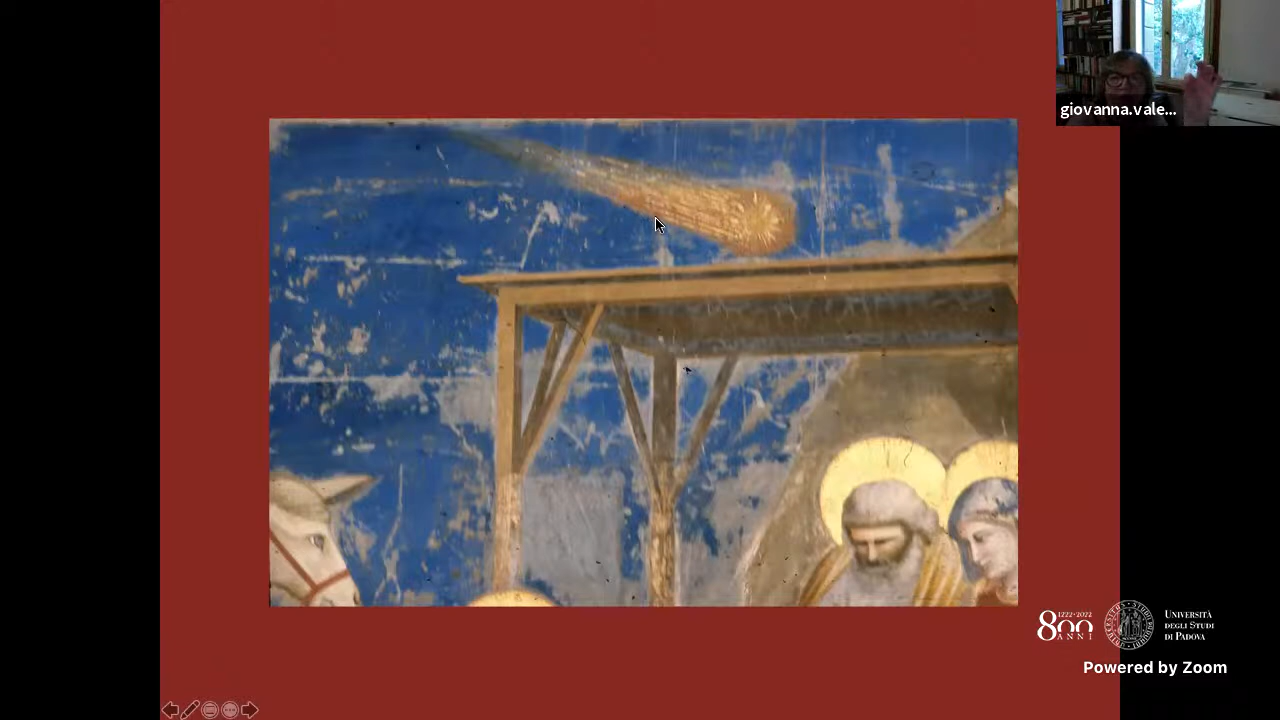 giovanna.vale...
1222·2022
800
ANNI
UNIVERSITÀ
DEGLI STUDI
DI PADOVA
Powered by Zoom